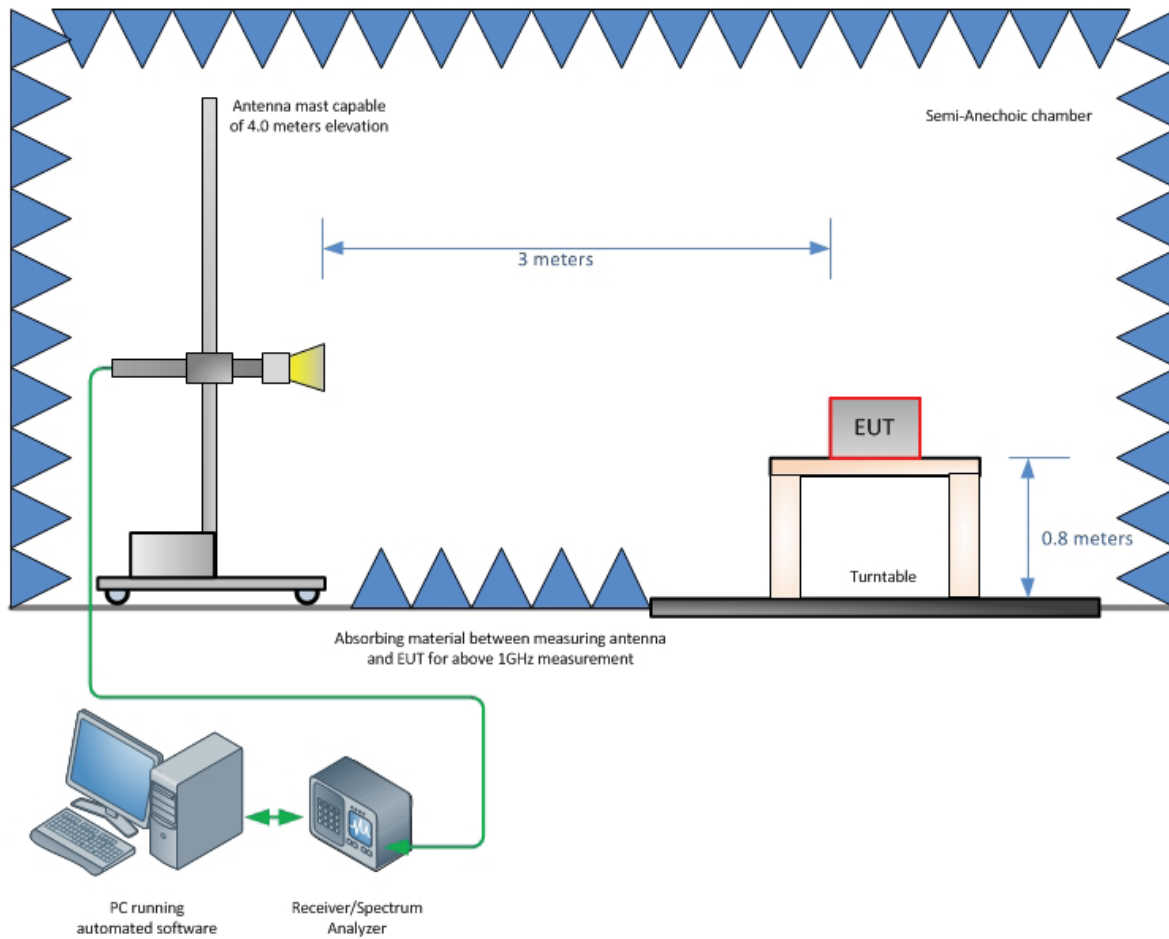 Antenna mast capable
of 4.0 meters elevation
Semi-Anechoic chamber
3 meters
EUT
0.8 meters
Turntable
Absorbing material between measuring antenna
and EUT for above 1GHz measurement
PC running
automated software
Receiver/Spectrum
Analyzer